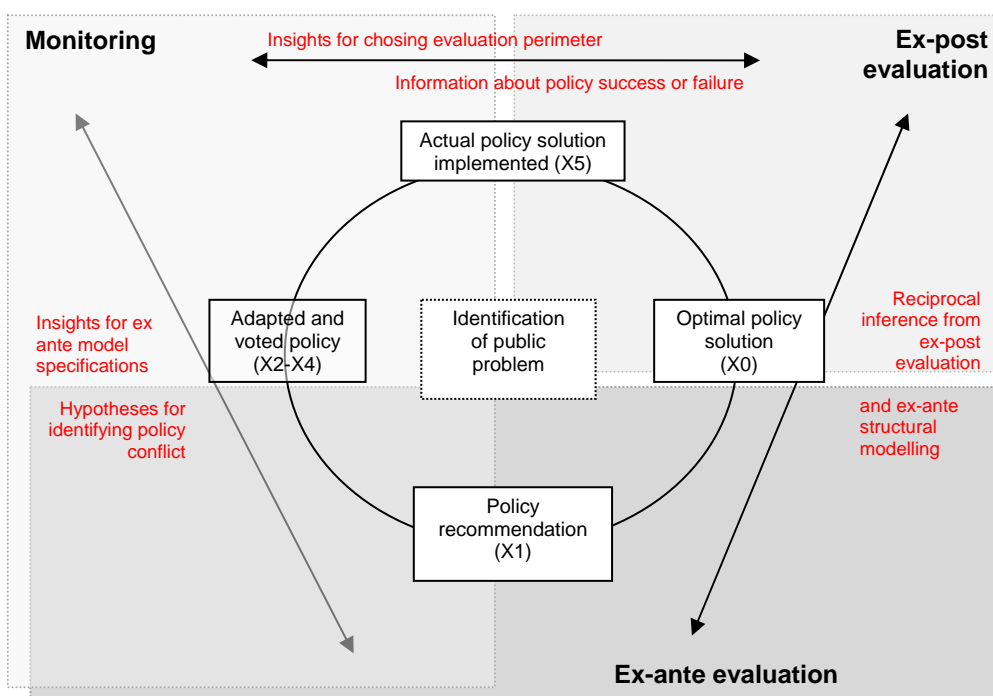 Monitoring
Insights for chosing evaluation perimeter
Ex-post
evaluation
Information about policy success or failure
Actual policy solution
implemented (X5)
Adapted and
voted policy
(X2-X4)
Identification
of public
problem
Optimal policy
solution
(X0)
Insights for ex
ante model
specifications
Reciprocal
inference from
ex-post
evaluation
Hypotheses for
identifying policy
conflict
and ex-ante
structural
modelling
Policy
recommendation
(X1)
Ex-ante evaluation